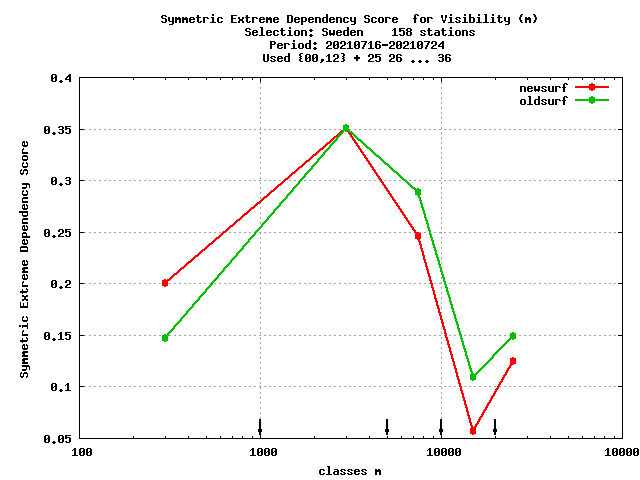 Symmetric Extreme Dependency Score  for Visibility (m)
Selection: Sweden    158 stations
Period: 20210716-20210724
Used {00,12} + 25 26 ... 36
newsurf
oldsurf
Symmetric Extreme Dependency Score
0.4
0.35
0.3
0.25
0.2
0.15
0.1
0.05
100 1000 10000 10000
classes m